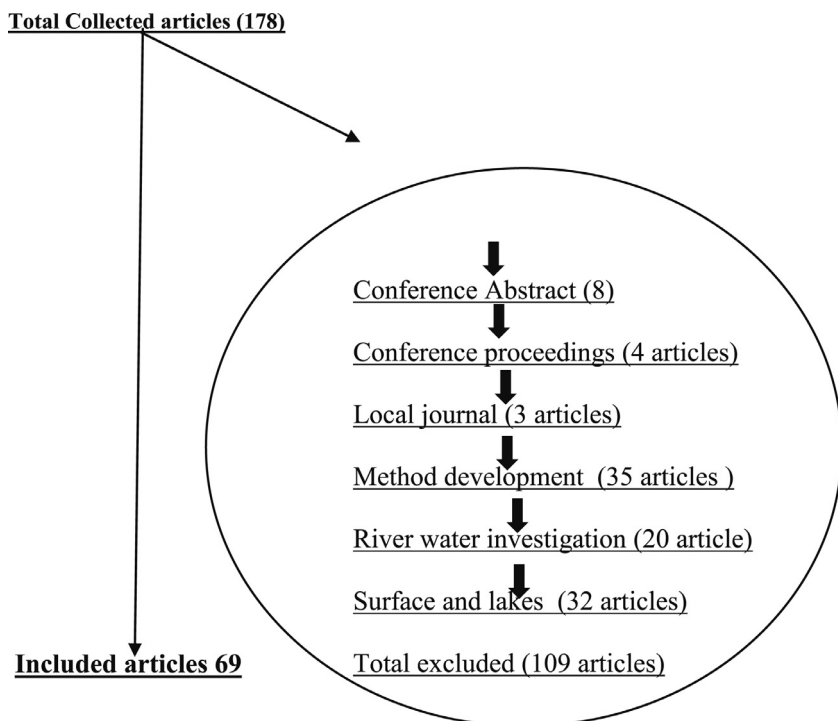 Total Collected articles (178)
Conference Abstract (8)
Conference proceedings (4 articles)
Local journal (3 articles)
Method development  (35 articles )
River water investigation (20 article)
Surface and lakes  (32 articles)
Included articles 69
Total excluded (109 articles)